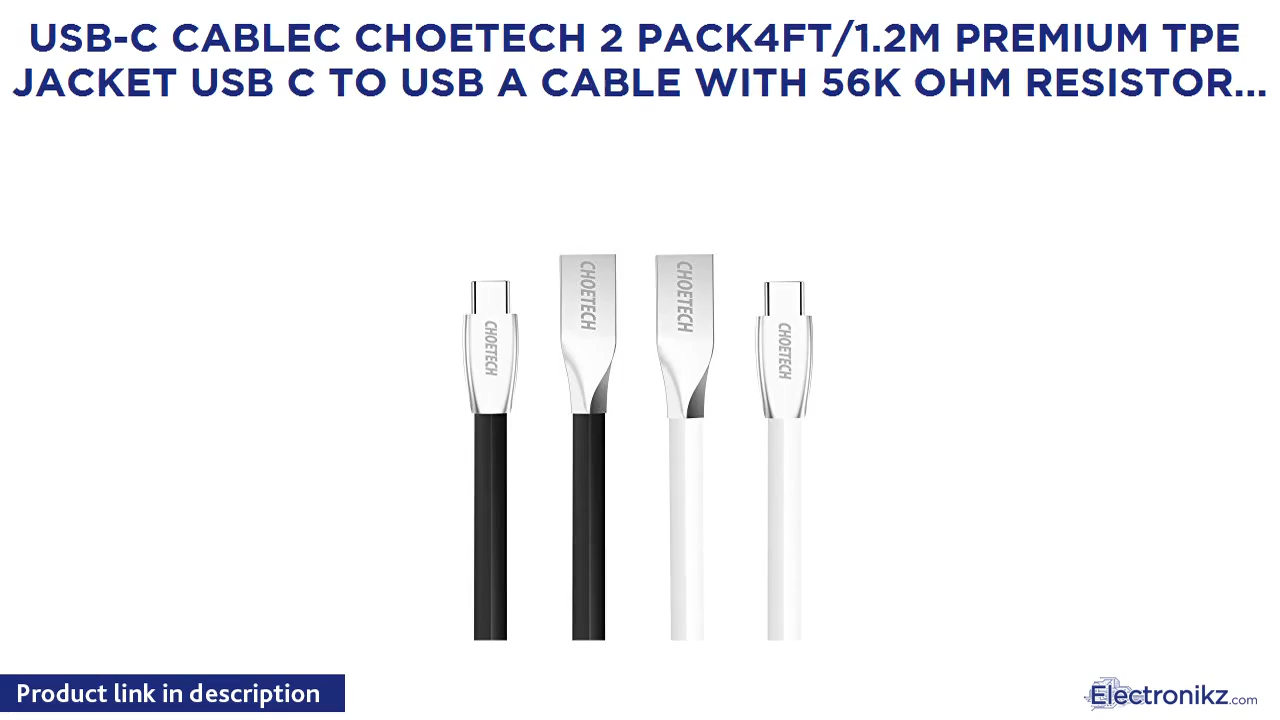 USB-C CABLEC CHOETECH 2 PACK4FT/1.2M PREMIUM TPE
JACKET USB C TO USB A CABLE WITH 56K OHM RESISTOR...
CHOETECH
CHOETECH
CHOETECH
CHOETECH
Product link in description
Electronikz.com